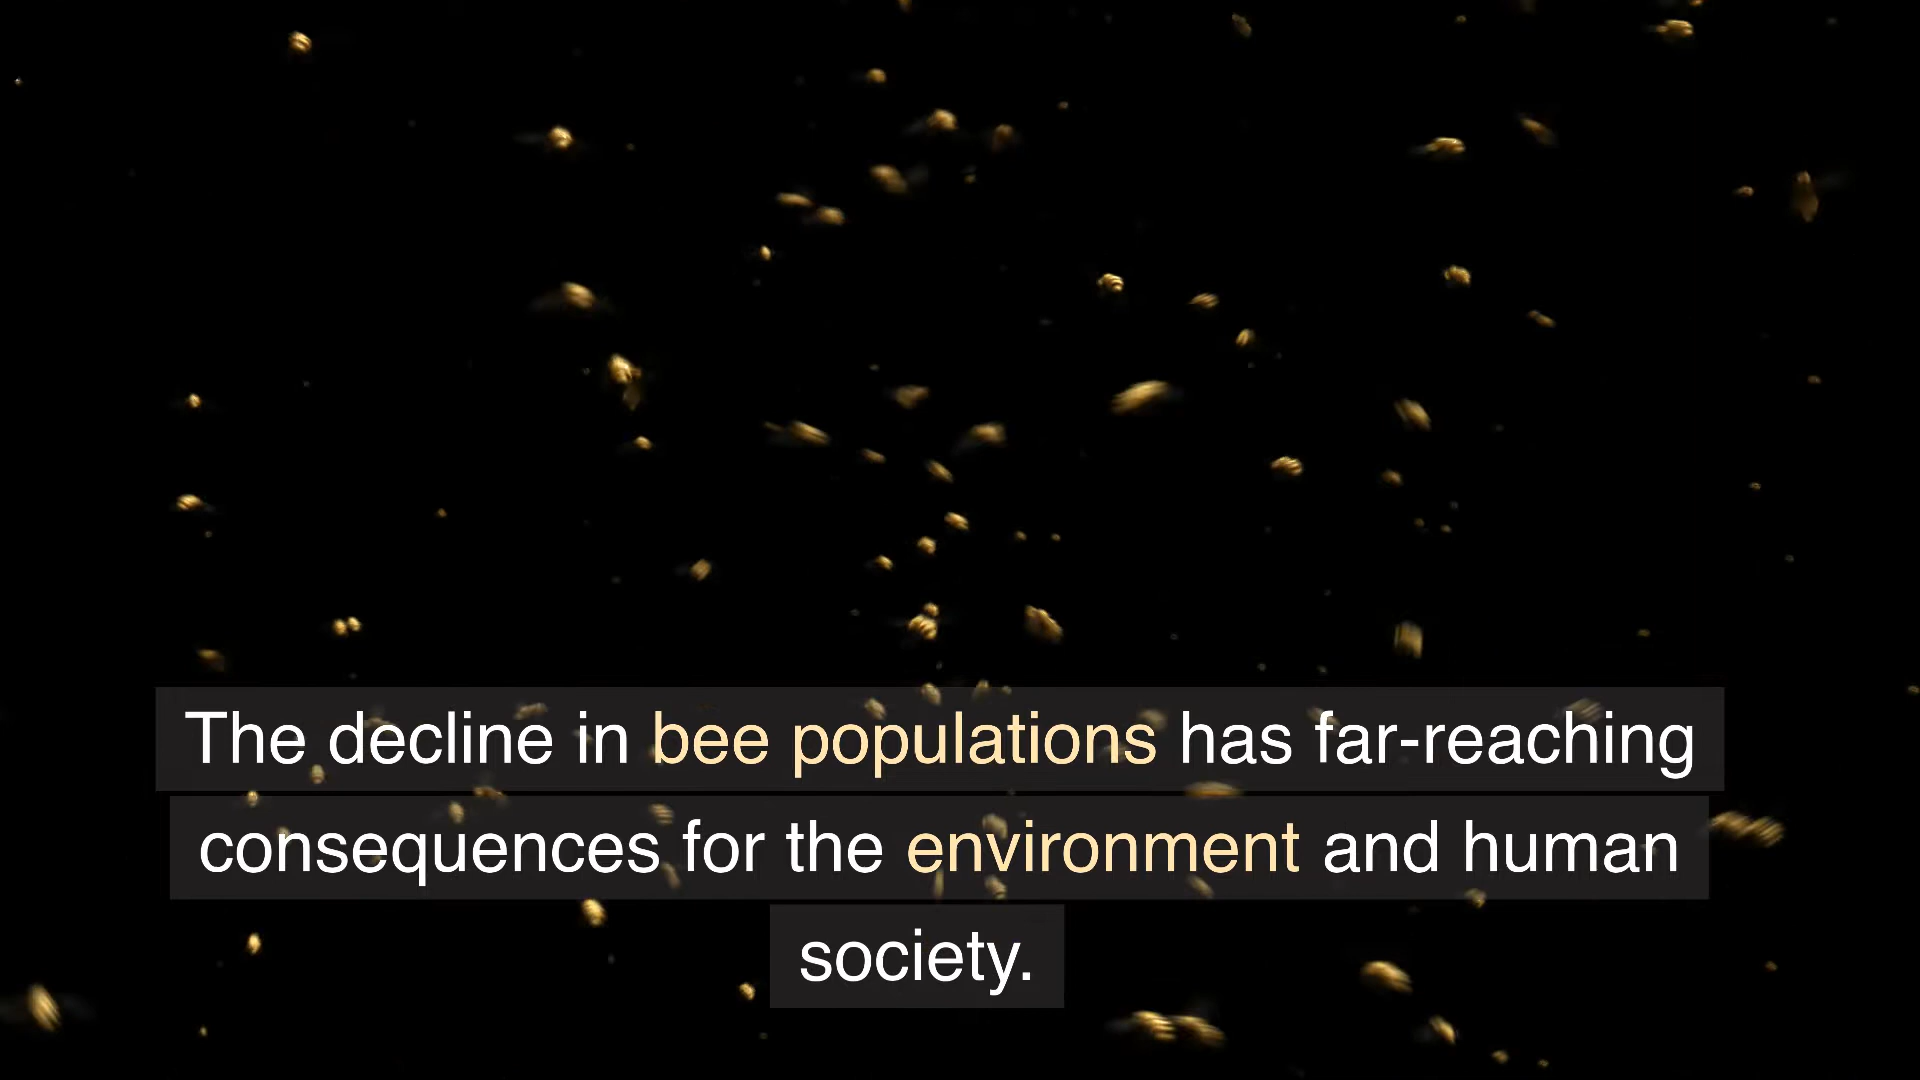 The decline in bee populations has far-reaching
consequences for the environment and human
society.